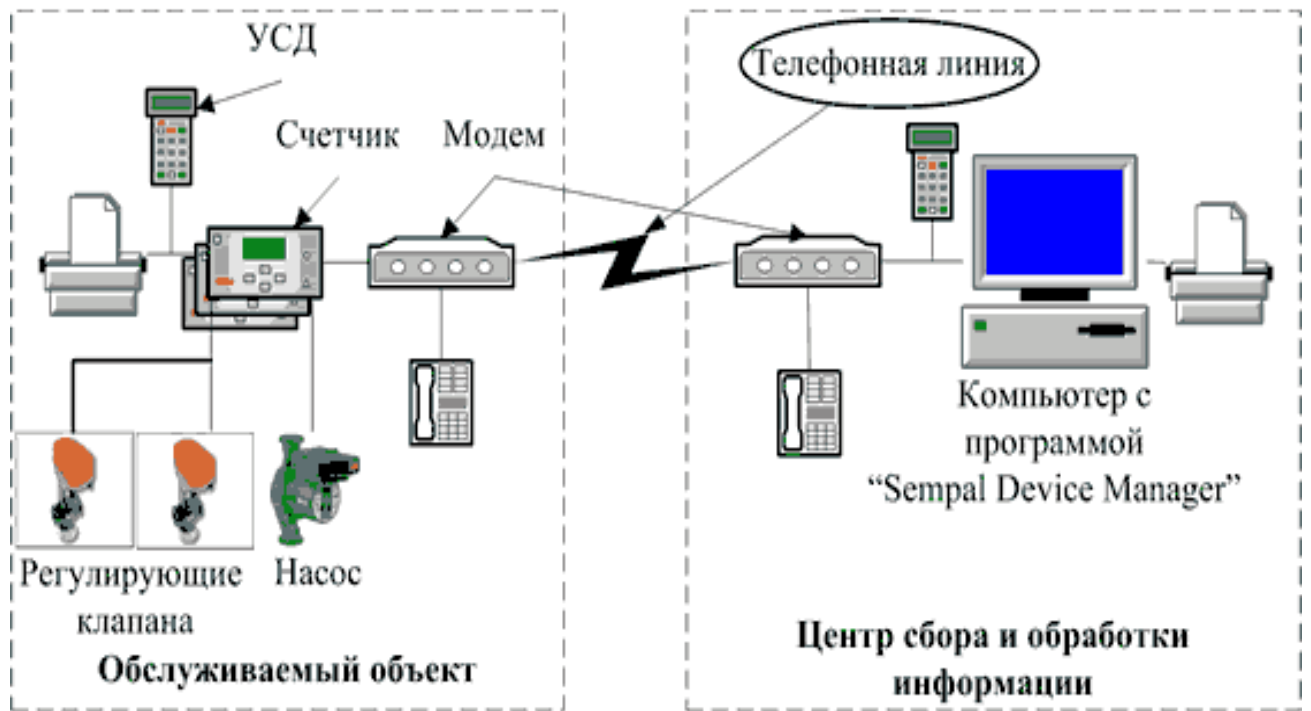 УСД
Телефонная линия
Счетчик
Модем
Компьютер с
программой
“Sempal Device Manager”
Регулирующие
клапана
Насос
Обслуживаемый объект
Центр сбора и обработки
информации